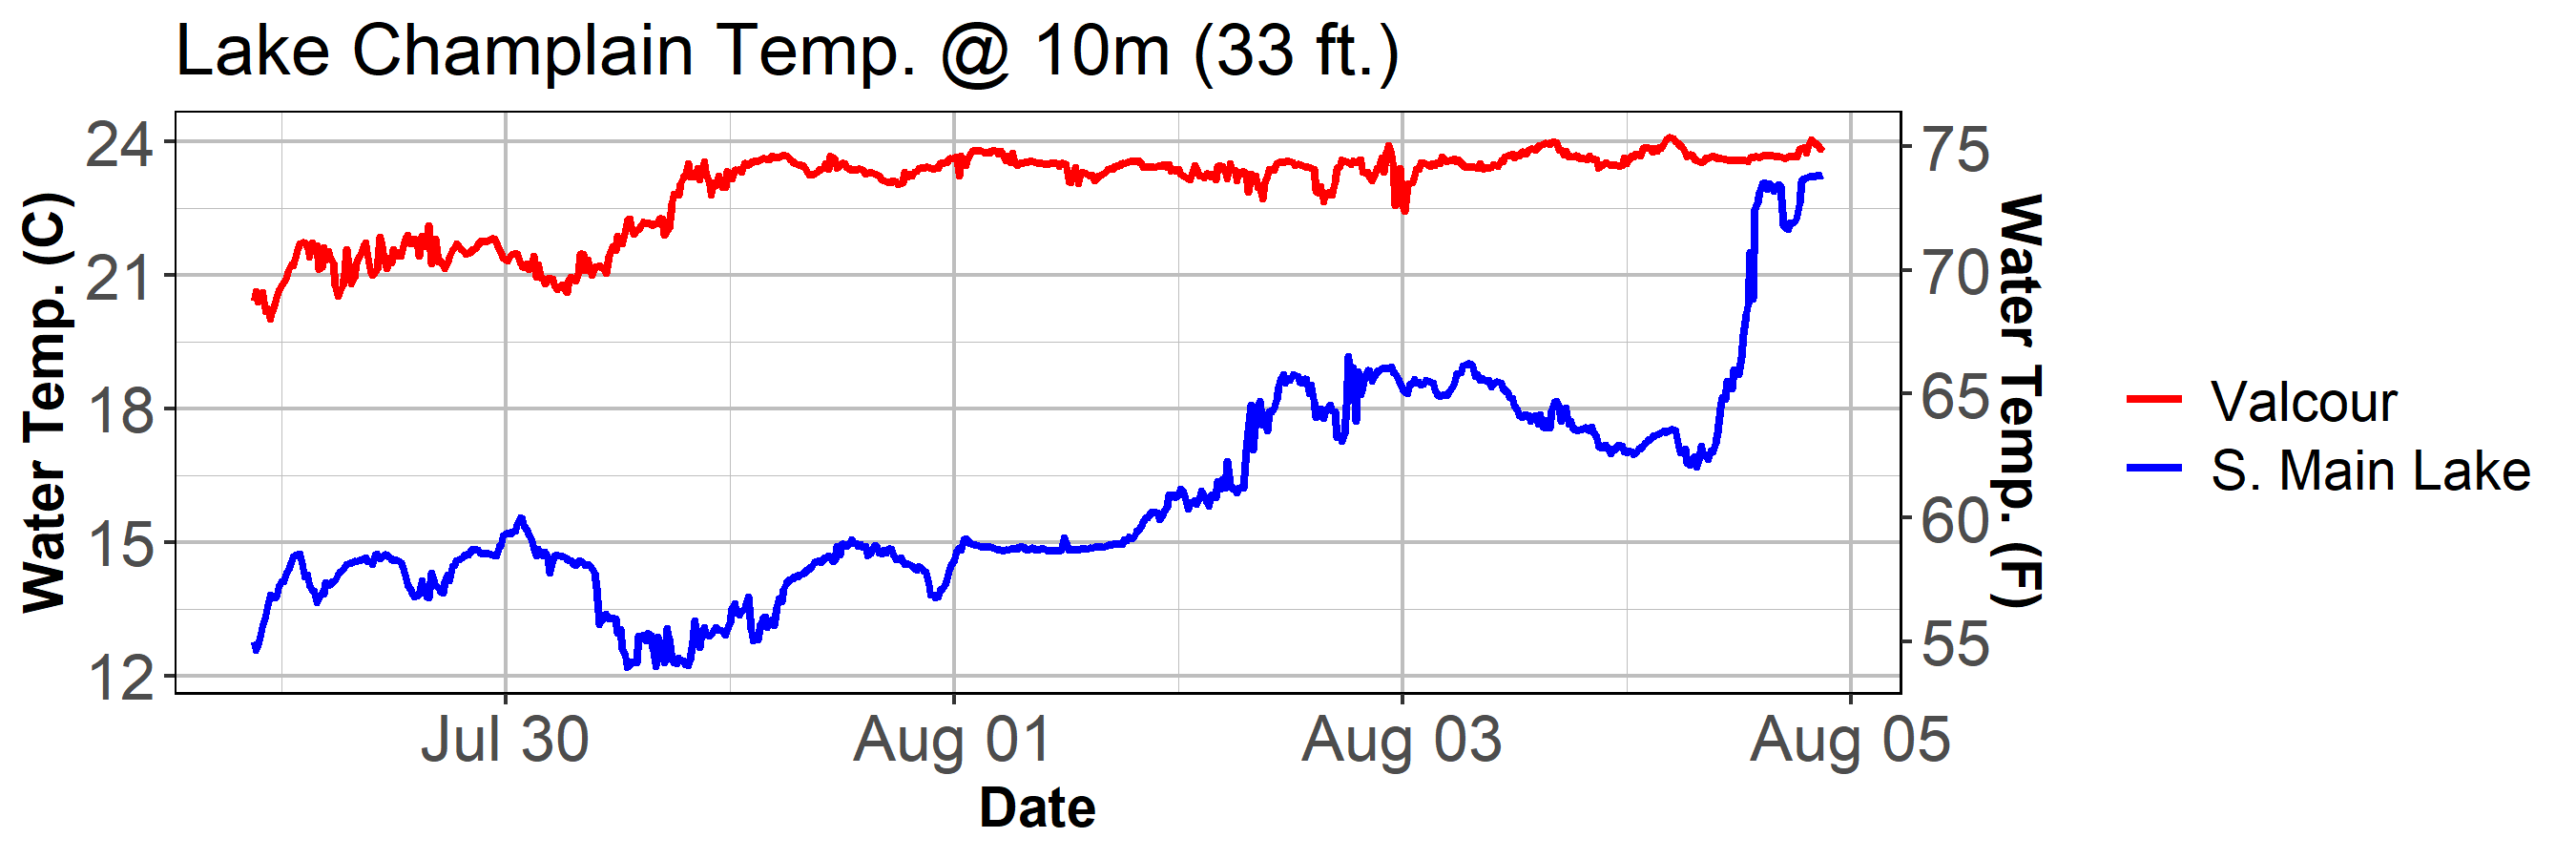 Lake Champlain Temp. @ 10m (33 ft.)
Water Temp. (C)
24
21
18
15
12
75
70
65
60
55
Water Temp. (F)
Jul 30
Aug 01
Aug 03
Aug 05
Date
Valcour
S. Main Lake